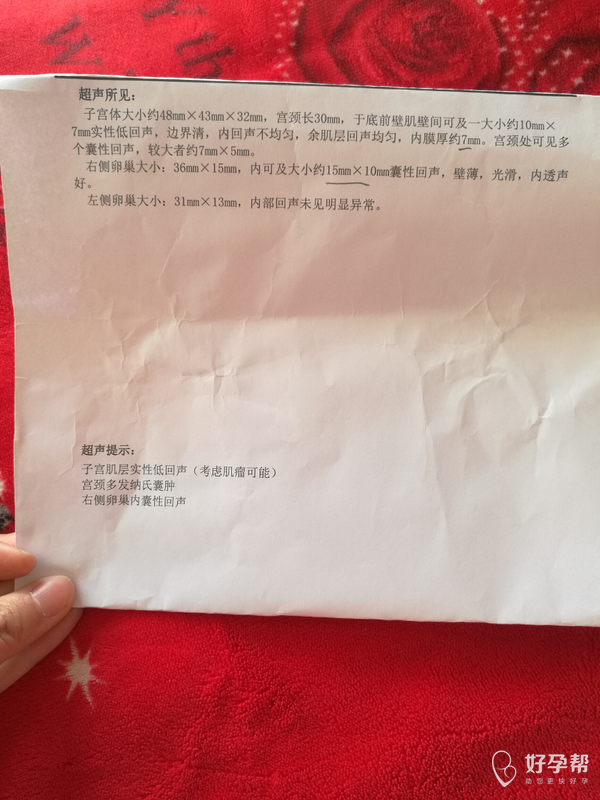 超声所见：
子宫体大小约48mm×43mm×32mm，宫颈长30mm，于底前壁肌壁间可及一大小约10mm×
7mm实性低回声，边界清，内回声不均匀，余肌层回声均匀，内膜厚约7mm。宫颈处可见多
个囊性回声，较大者约7mm×5mm。
右侧卵巢大小：36mm×15mm，内可及大小约15mm×10mm囊性回声，壁薄，光滑，内透声
好。
左侧卵巢大小：31mm×13mm，内部回声未见明显异常。
超声提示：
子宫肌层实性低回声（考虑肌瘤可能）
宫颈多发纳氏囊肿
右侧卵巢内囊性回声
好孕帮
助您更快好孕